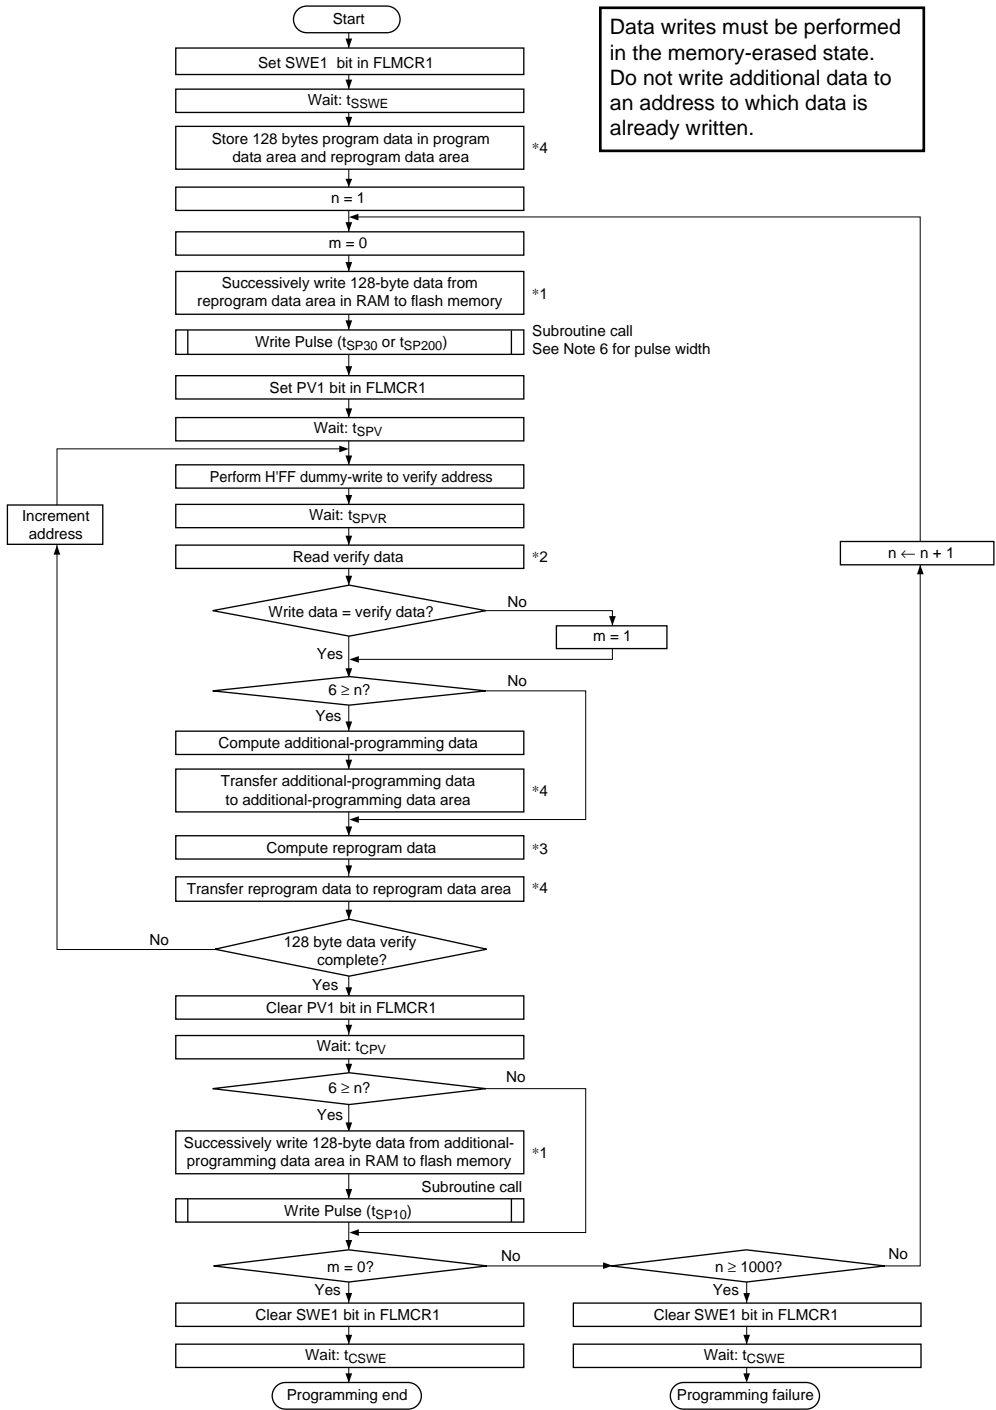 Start
Data writes must be performed
in the memory-erased state.
Do not write additional data to
an address to which data is
already written.
Set SWE1 bit in FLMCR1
Wait: tSSWE
Store 128 bytes program data in program
data area and reprogram data area
*4
n = 1
m = 0
Successively write 128-byte data from
reprogram data area in RAM to flash memory
*1
Write Pulse (tSP30 or tSP200)
Subroutine call
See Note 6 for pulse width
Set PV1 bit in FLMCR1
Wait: tSPV
Perform H'FF dummy-write to verify address
Increment
address
Wait: tSPVR
Read verify data
*2
n ← n + 1
Write data = verify data?
No
m = 1
Yes
6 ≥ n?
No
Yes
Compute additional-programming data
Transfer additional-programming data
to additional-programming data area
*4
Compute reprogram data
*3
Transfer reprogram data to reprogram data area
*4
No
128 byte data verify
complete?
Yes
Clear PV1 bit in FLMCR1
Wait: tCPV
6 ≥ n?
No
Yes
Successively write 128-byte data from additional-
programming data area in RAM to flash memory
*1
Subroutine call
Write Pulse (tSP10)
m = 0?
No
n ≥ 1000?
No
Yes
Yes
Clear SWE1 bit in FLMCR1
Clear SWE1 bit in FLMCR1
Wait: tCSWE
Wait: tCSWE
Programming end
Programming failure